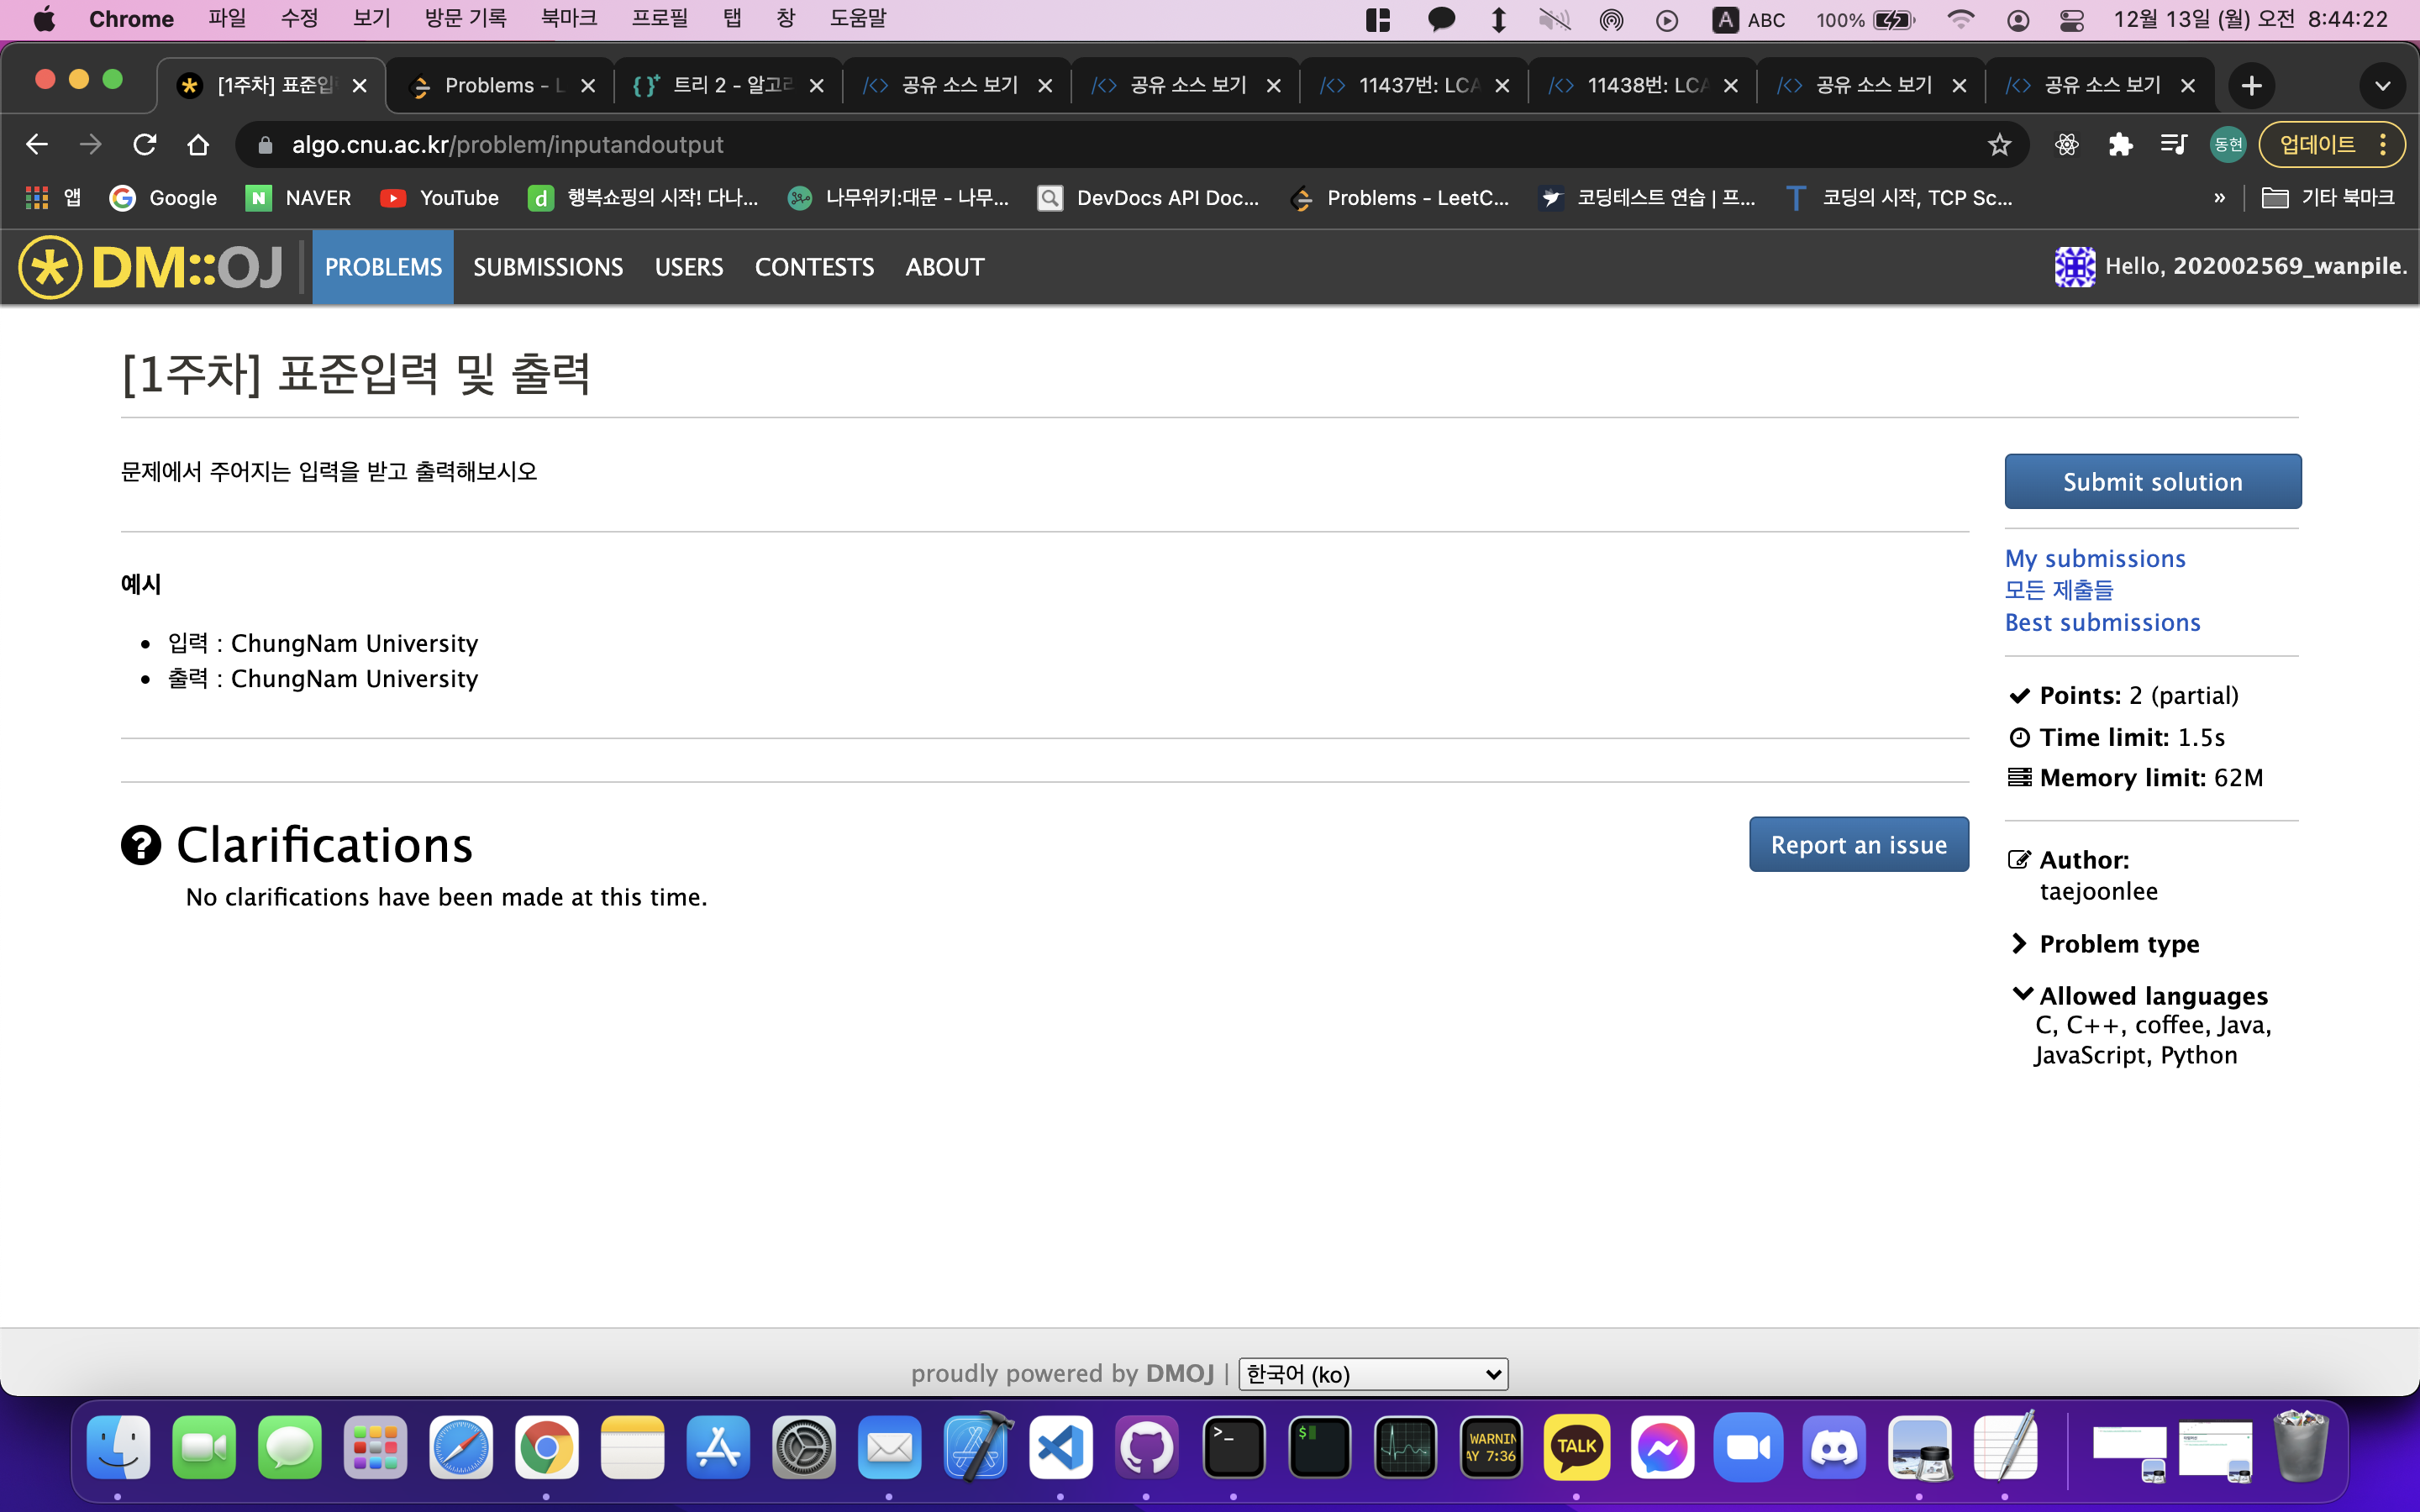 Chrome 파일 수정 보기 방문 기록 북마크 프로필 탭 창 도움말 A ABC 100% 12월 13일 (월) 오전 8:44:22
[1주차] 표준입 Problems - L 트리 2 - 알고리 공유 소스 보기 공유 소스 보기 11437번: LCA 11438번: LCA 공유 소스 보기 공유 소스 보기
algo.cnu.ac.kr/problem/inputandoutput 동현 업데이트
앱 Google NAVER YouTube 행복쇼핑의 시작! 다나... 나무위키:대문 - 나무... DevDocs API Doc... Problems - LeetC... 코딩테스트 연습 | 프... 코딩의 시작, TCP Sc... » 기타 북마크
DM::OJ PROBLEMS SUBMISSIONS USERS CONTESTS ABOUT Hello, 202002569_wanpile.
[1주차] 표준입력 및 출력
문제에서 주어지는 입력을 받고 출력해보시오
예시
• 입력 : ChungNam University
• 출력 : ChungNam University
Clarifications
Report an issue
No clarifications have been made at this time.
Submit solution
My submissions
모든 제출들
Best submissions
Points: 2 (partial)
Time limit: 1.5s
Memory limit: 62M
Author:
taejoonlee
Problem type
Allowed languages
C, C++, coffee, Java,
JavaScript, Python
proudly powered by DMOJ | 한국어 (ko)
WARNIN
AY 7:36
TALK